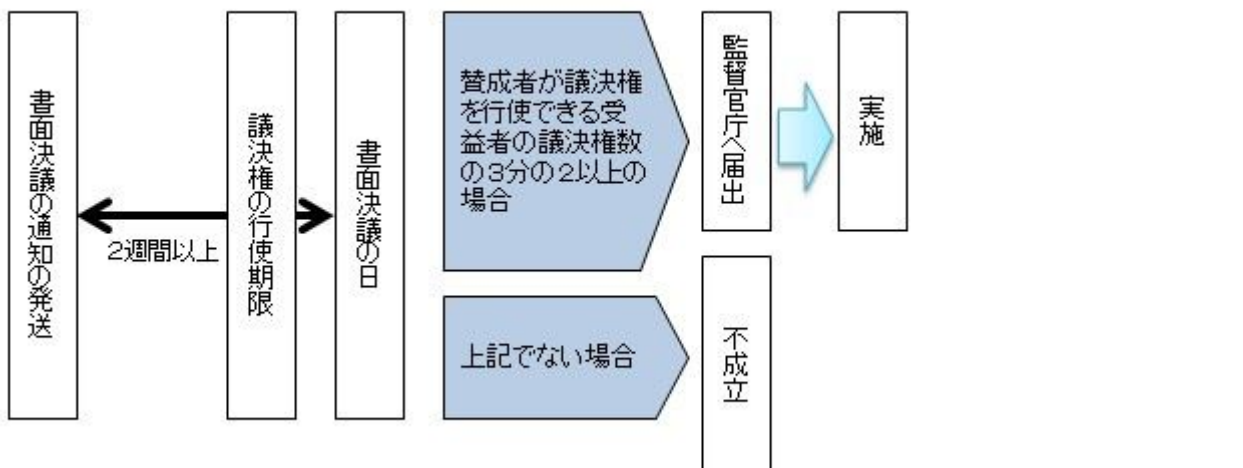 書面決議の通知の発送
2週間以上
議決権の行使期限
書面決議の日
賛成者が議決権
を行使できる受
益者の議決権数
の3分の2以上の
場合
監督官庁へ届出
実施
上記でない場合
不成立